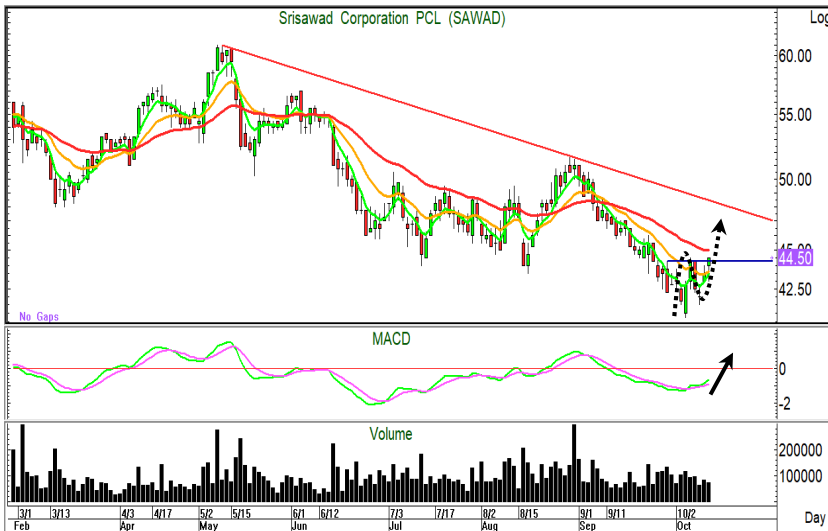 Srisawad Corporation PCL (SAWAD)
Log
60.00
55.00
50.00
45.00
44.50
42.50
No Gaps
MACD
0
-2
Volume
200000
100000
3/1 3/13 4/3 4/17 5/2 5/15 6/1 6/12 7/3 7/17 8/2 8/15 9/1 9/11 10/2
Feb Apr May Jun Jul Aug Sep Oct Day